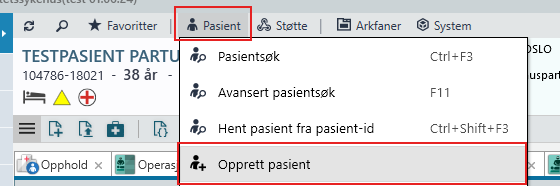 Favoritter Pasient Støtte Arkfaner System
TESTPASIENT PARTU
OSLO
104786-18021 - 38 år -
Pasientsøk Ctrl+F3
Avansert pasientsøk F11
Hent pasient fra pasient-id Ctrl+Shift+F3
Opprett pasient
Opphold × Operasj